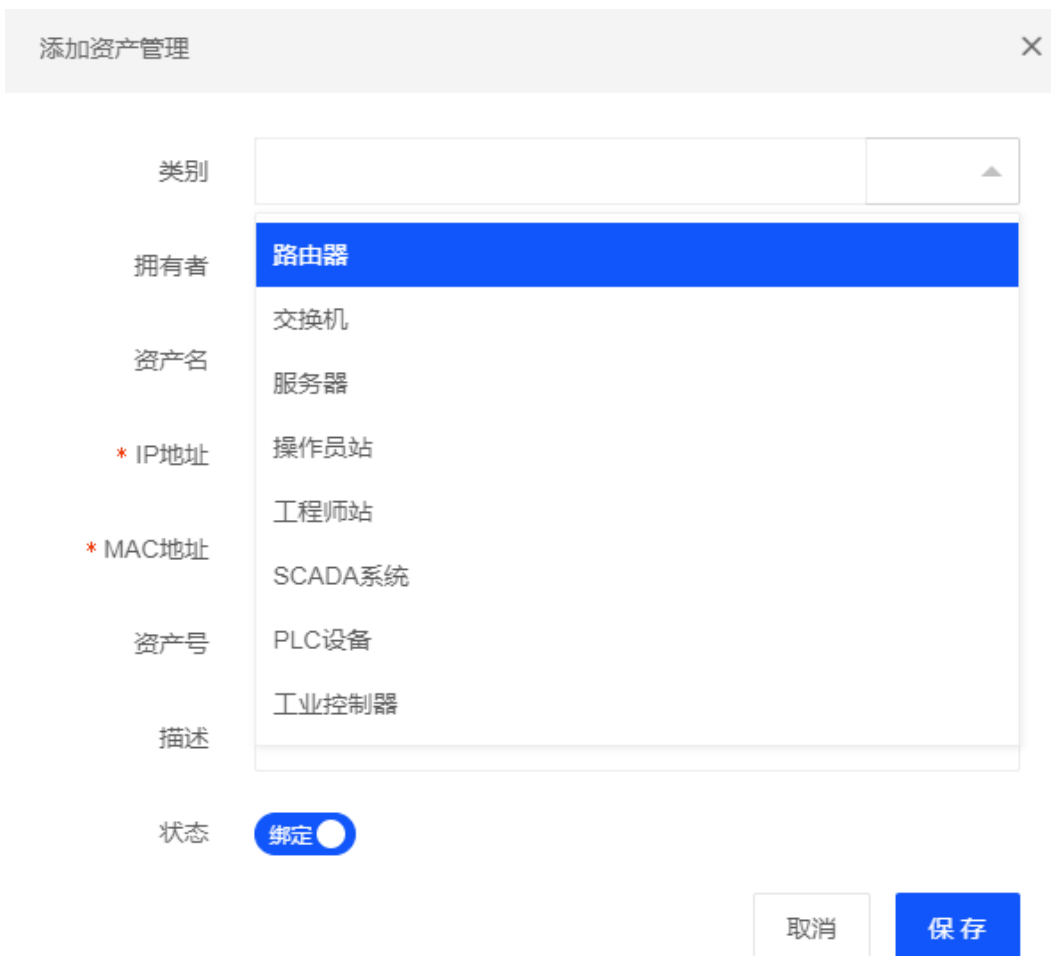 添加资产管理
类别
拥有者
路由器
交换机
资产名
服务器
* IP地址
操作员站
工程师站
* MAC地址
SCADA系统
资产号
PLC设备
工业控制器
描述
状态
绑定
取消
保存